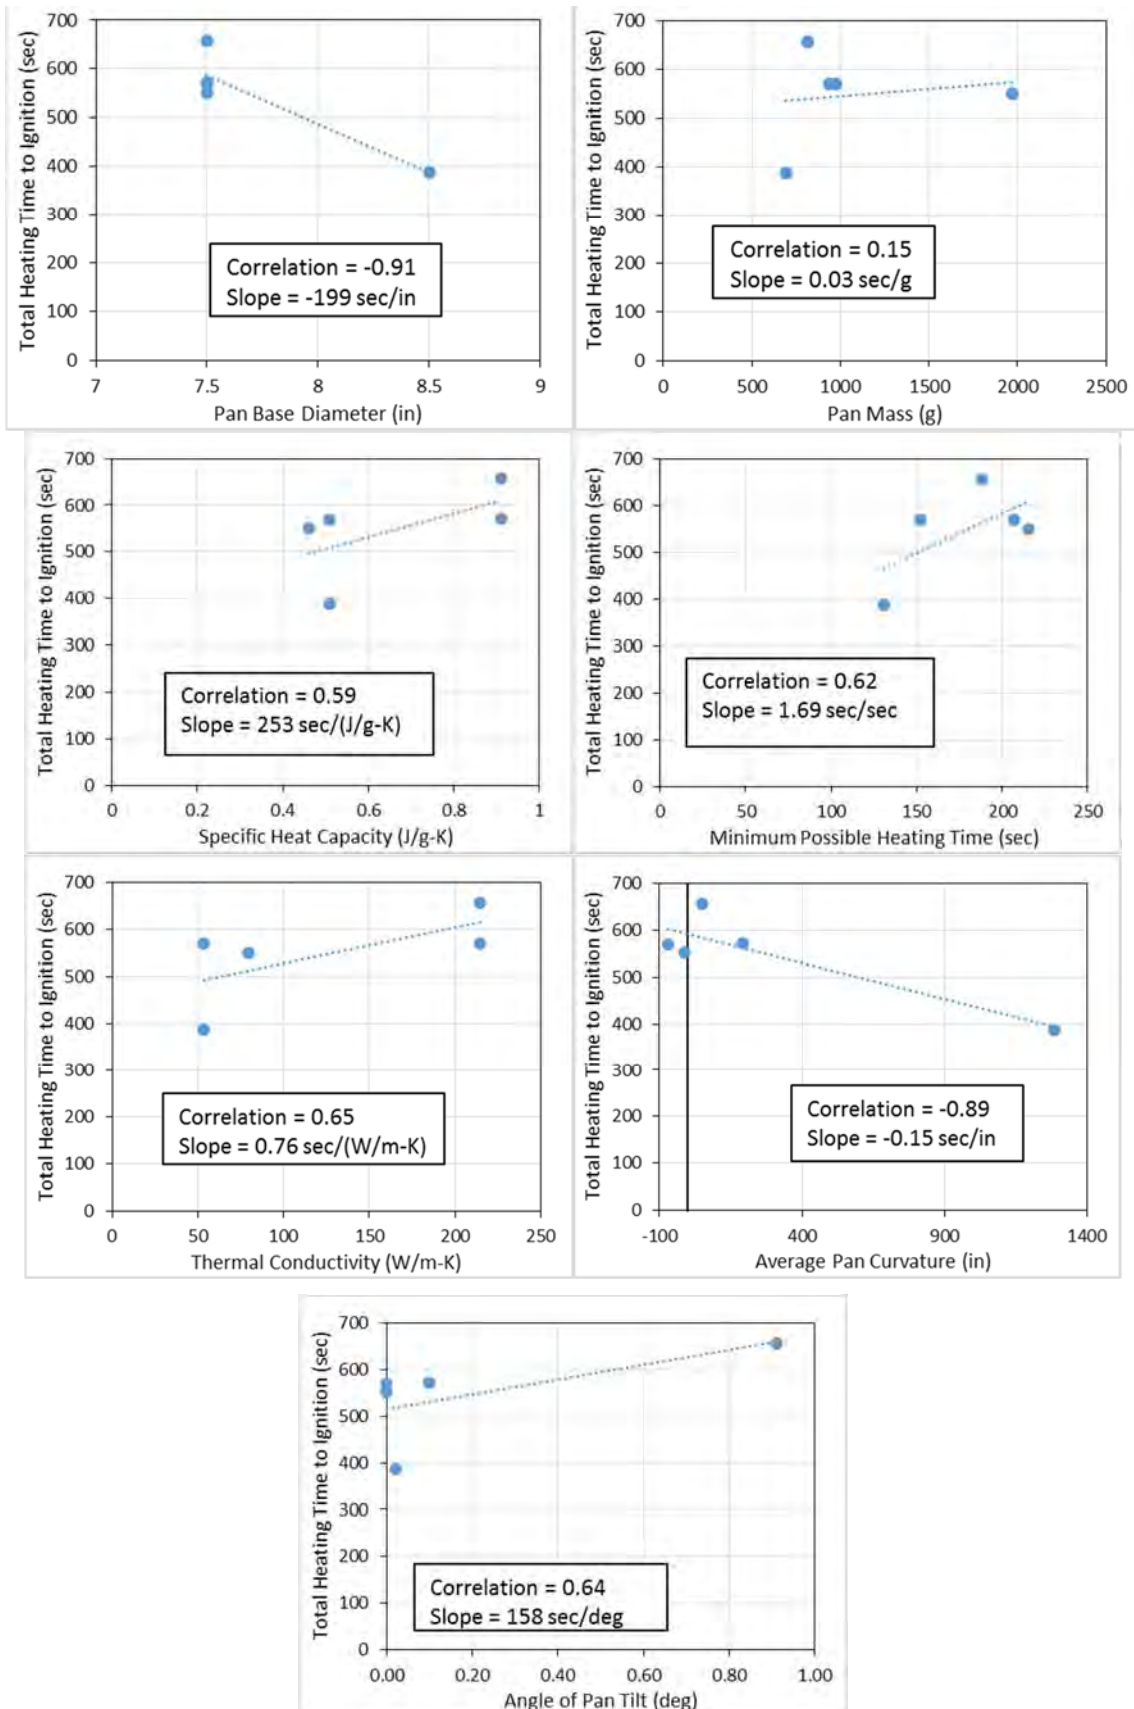 Total Heating Time to Ignition (sec)
700
600
500
400
300
200
100
0
Correlation = -0.91
Slope = -199 sec/in
7 7.5 8 8.5 9
Pan Base Diameter (in)
Total Heating Time to Ignition (sec)
700
600
500
400
300
200
100
0
Correlation = 0.15
Slope = 0.03 sec/g
0 500 1000 1500 2000 2500
Pan Mass (g)
Total Heating Time to Ignition (sec)
700
600
500
400
300
200
100
0
Correlation = 0.59
Slope = 253 sec/(J/g-K)
0 0.2 0.4 0.6 0.8 1
Specific Heat Capacity (J/g-K)
Total Heating Time to Ignition (sec)
700
600
500
400
300
200
100
0
Correlation = 0.62
Slope = 1.69 sec/sec
0 50 100 150 200 250
Minimum Possible Heating Time (sec)
Total Heating Time to Ignition (sec)
700
600
500
400
300
200
100
0
Correlation = 0.65
Slope = 0.76 sec/(W/m-K)
0 50 100 150 200 250
Thermal Conductivity (W/m-K)
Total Heating Time to Ignition (sec)
700
600
500
400
300
200
100
0
Correlation = -0.89
Slope = -0.15 sec/in
-100 400 900 1400
Average Pan Curvature (in)
Total Heating Time to Ignition (sec)
700
600
500
400
300
200
100
0
Correlation = 0.64
Slope = 158 sec/deg
0.00 0.20 0.40 0.60 0.80 1.00
Angle of Pan Tilt (deg)